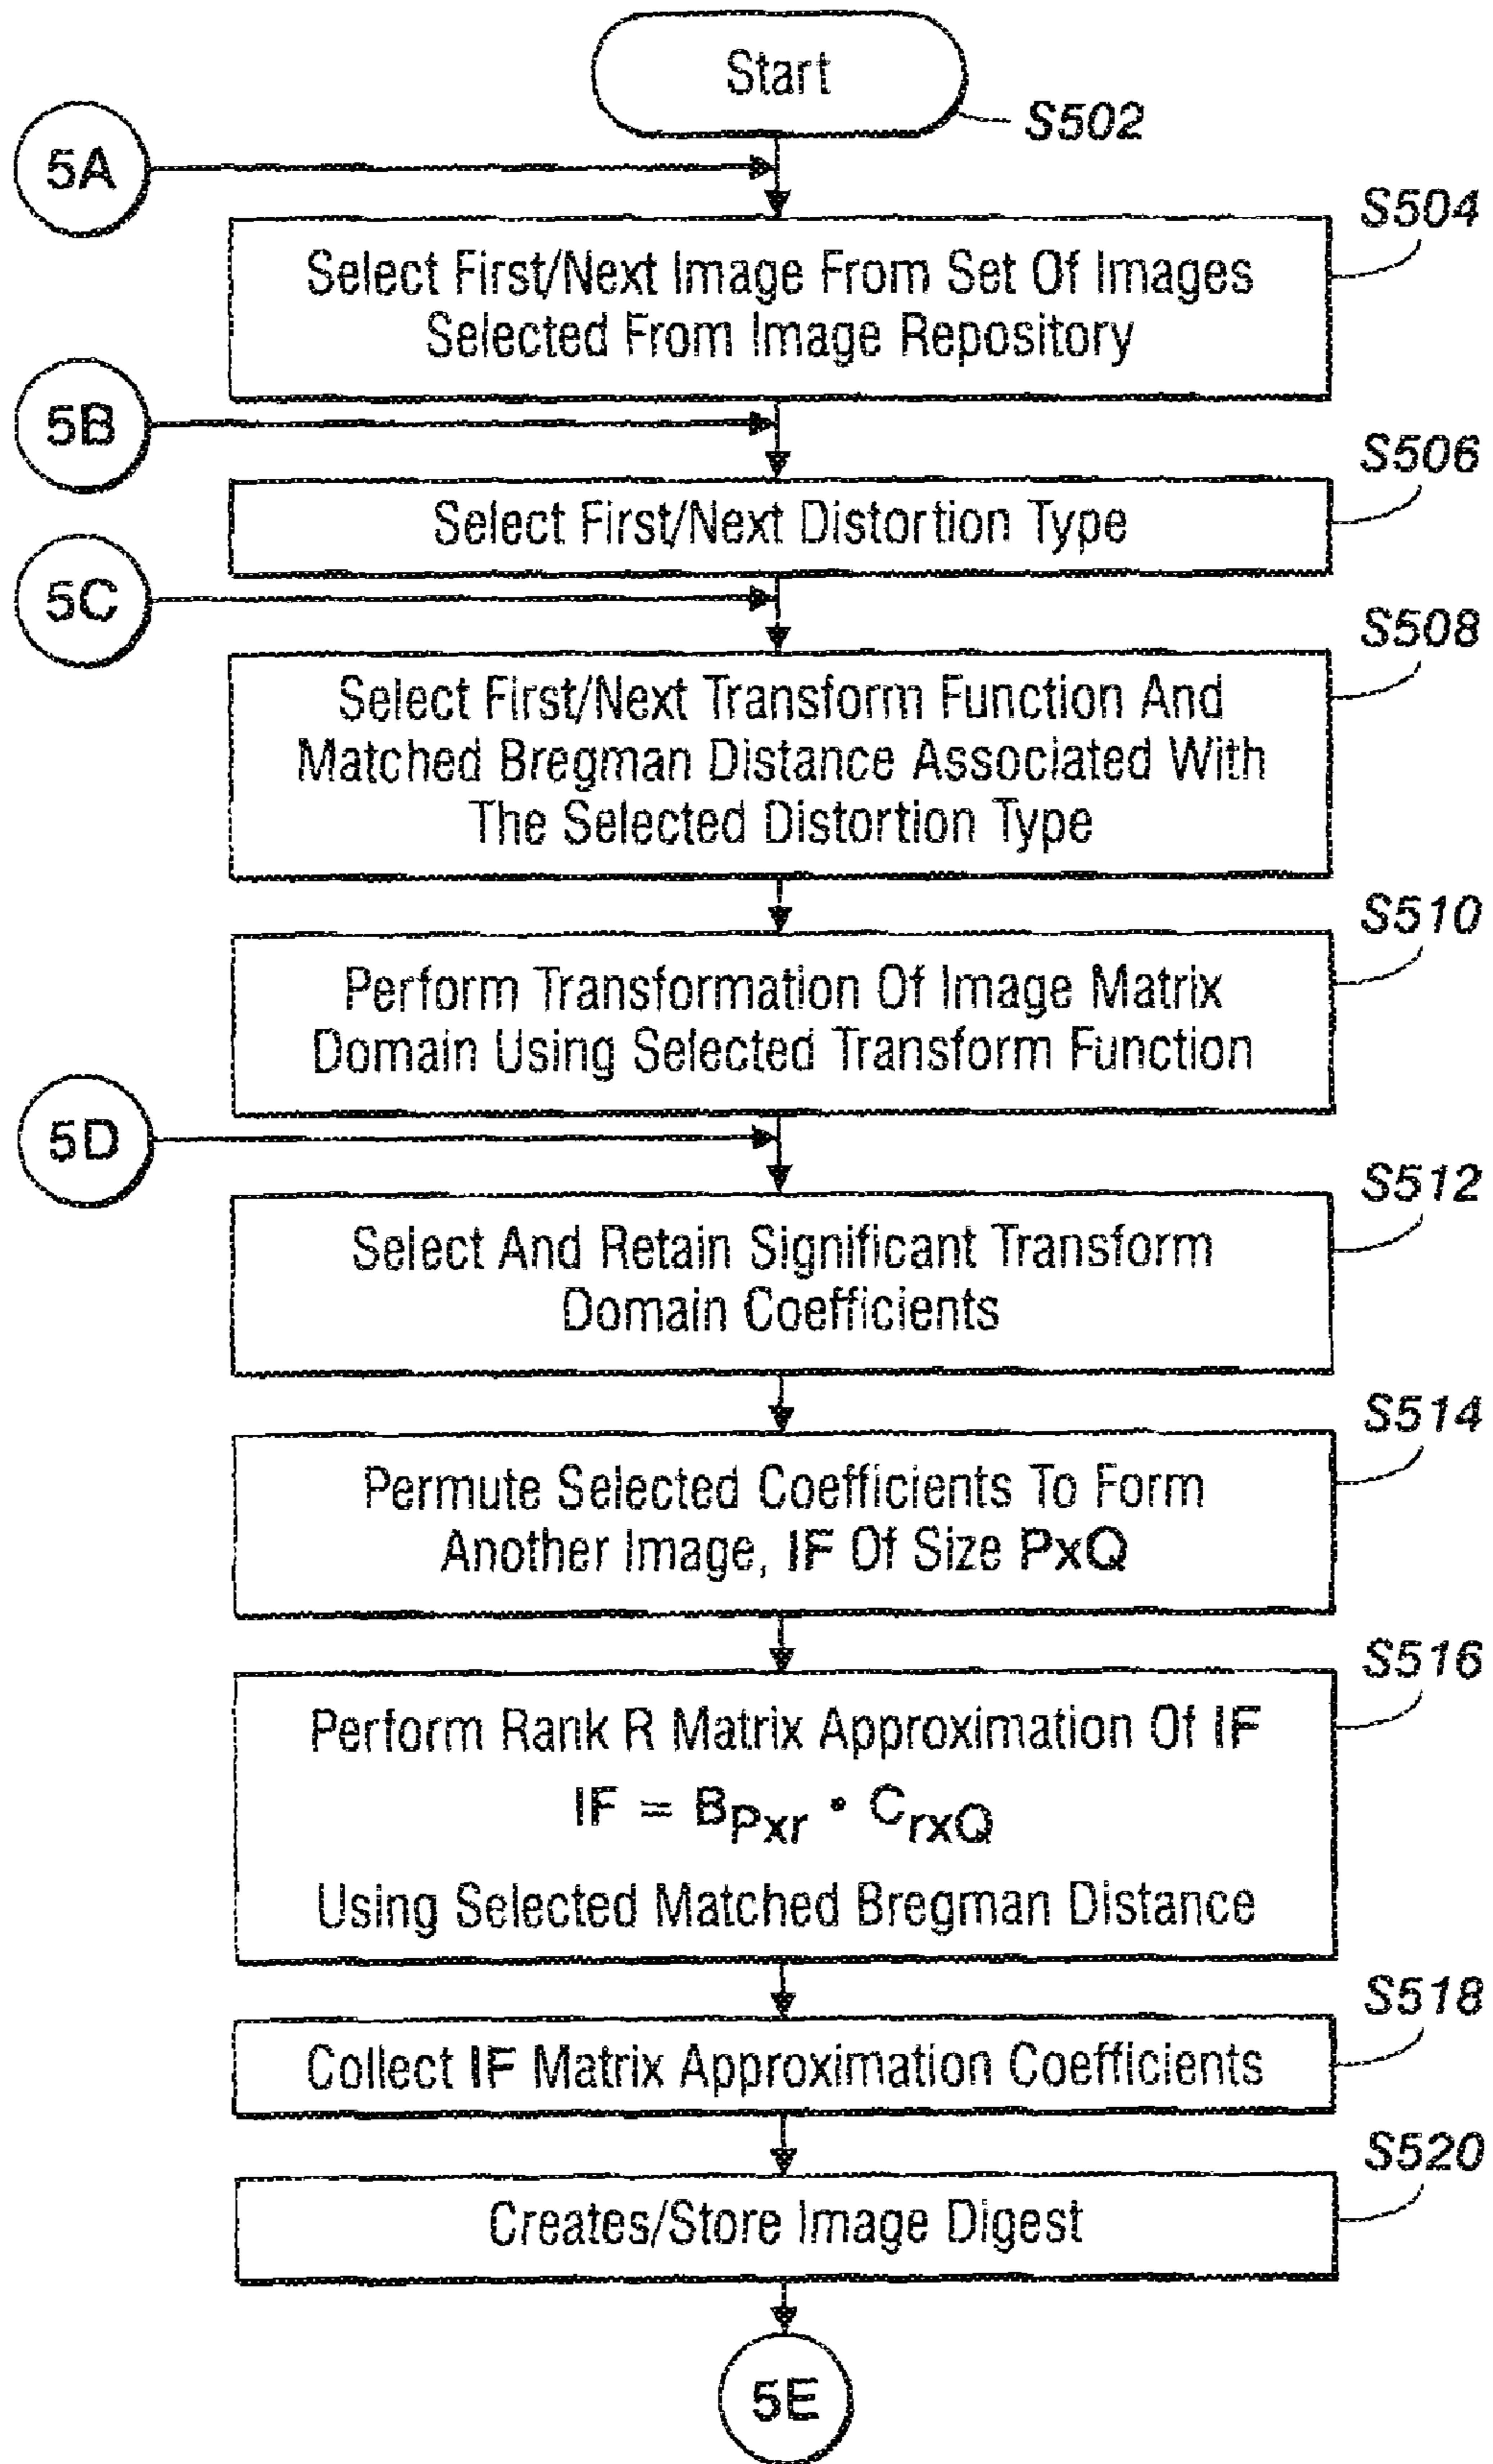 Start
S502
5A
S504
Select First/Next Image From Set Of Images
Selected From Image Repository
5B
S506
Select First/Next Distortion Type
5C
S508
Select First/Next Transform Function And
Matched Bregman Distance Associated With
The Selected Distortion Type
S510
Perform Transformation Of Image Matrix
Domain Using Selected Transform Function
5D
S512
Select And Retain Significant Transform
Domain Coefficients
S514
Permute Selected Coefficients To Form
Another Image, IF Of Size PxQ
S516
Perform Rank R Matrix Approximation Of IF
IF = BPxr • CrxQ
Using Selected Matched Bregman Distance
S518
Collect IF Matrix Approximation Coefficients
S520
Creates/Store Image Digest
5E